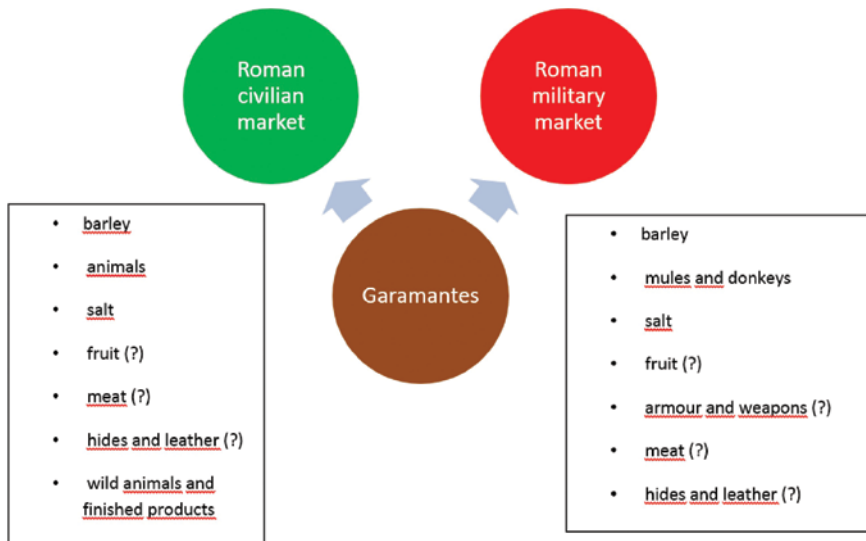 Roman
civilian
market
Roman
military
market
Garamantes
• barley
• animals
• salt
• fruit (?)
• meat (?)
• hides and leather (?)
• wild animals and
finished products
• barley
• mules and donkeys
• salt
• fruit (?)
• armour and weapons (?)
• meat (?)
• hides and leather (?)